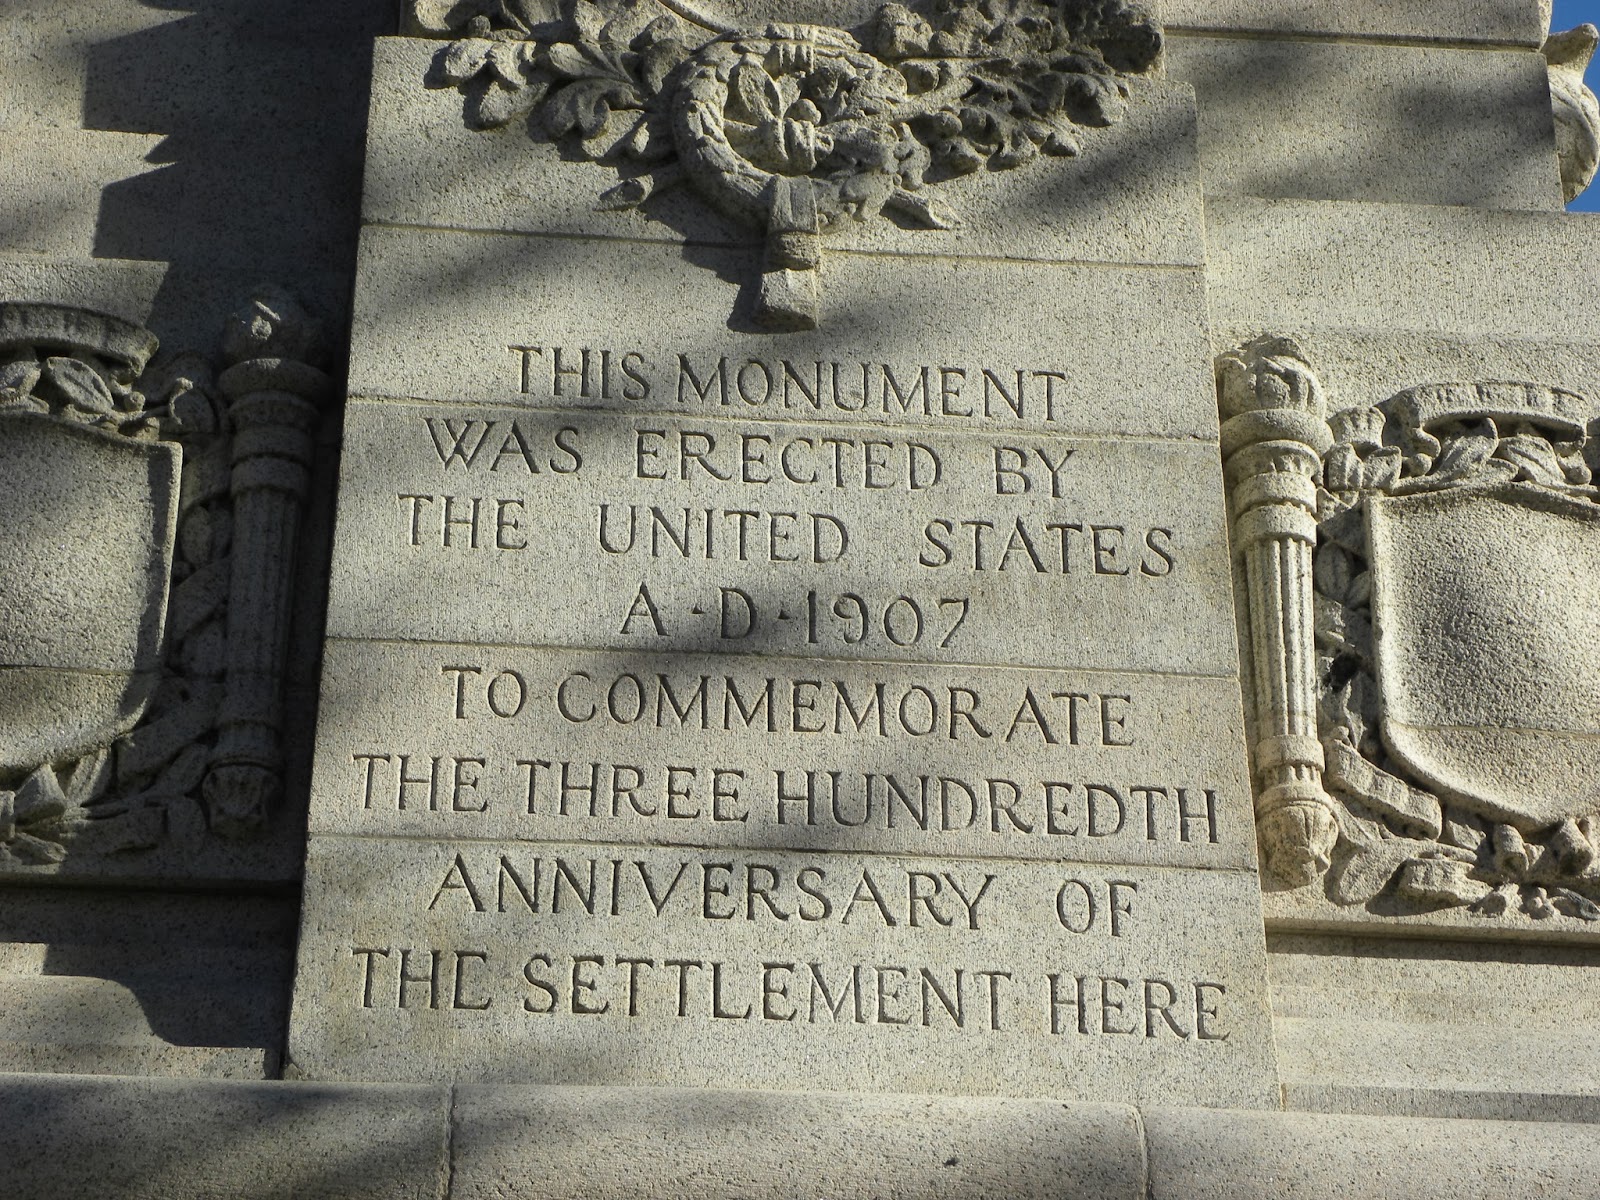 THIS MONUMENT
WAS ERECTED BY
THE UNITED STATES
A·D·1907
TO COMMEMORATE
THE THREE HUNDREDTH
ANNIVERSARY OF
THE SETTLEMENT HERE